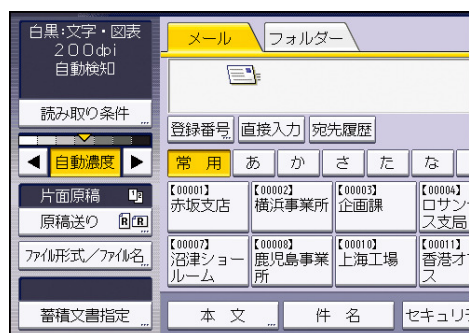 白黒:文字・図表
200dpi
自動検知
読み取り条件
自動濃度
片面原稿
原稿送り
ファイル形式/ファイル名
蓄積文書指定
メール
フォルダー
登録番号
直接入力
宛先履歴
常用
あ
か
さ
た
な
【00001】
赤坂支店
【00002】
横浜事業所
【00003】
企画課
【00004】
ロサン
ス支局
【00007】
沼津ショー
ルーム
【00008】
鹿児島事業
所
【00010】
上海工場
【00011】
香港オ
ス
本文
件名
セキュリ